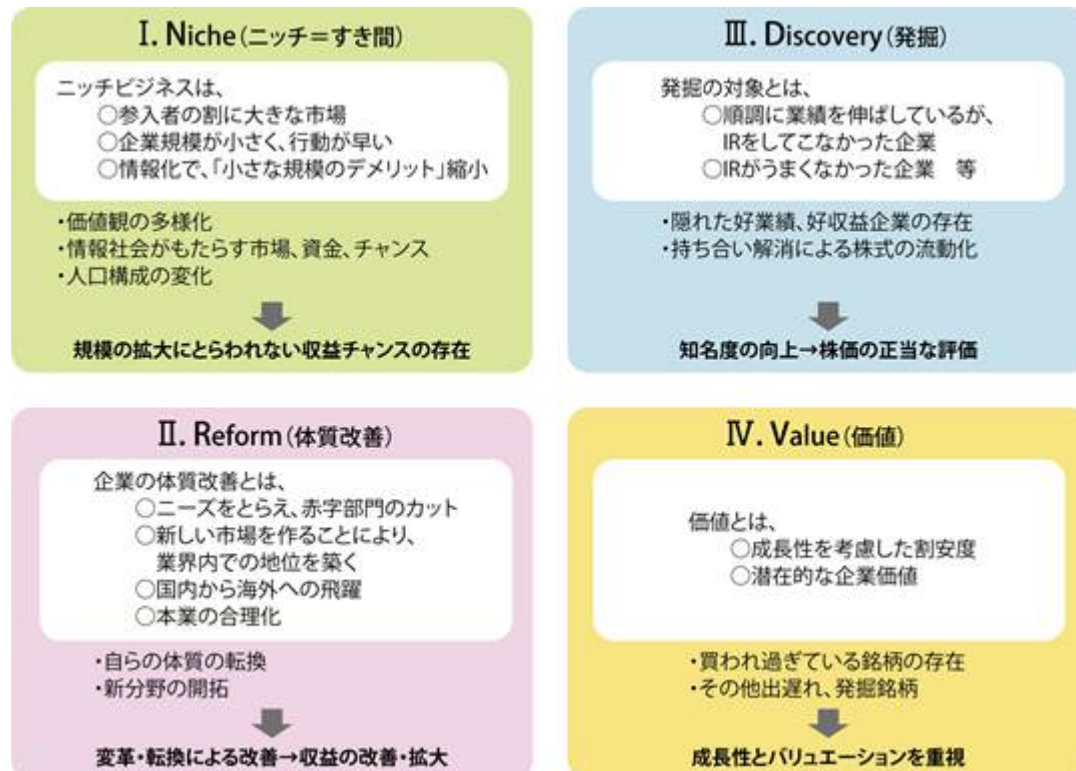 Ⅰ. Niche（ニッチ＝すき間）
ニッチビジネスは、
○参入者の割に大きな市場
○企業規模が小さく、行動が早い
○情報化で、「小さな規模のデメリット」縮小
・価値観の多様化
・情報社会がもたらす市場、資金、チャンス
・人口構成の変化
規模の拡大にとらわれない収益チャンスの存在
Ⅱ. Reform（体質改善）
企業の体質改善とは、
○ニーズをとらえ、赤字部門のカット
○新しい市場を作ることにより、
業界内での地位を築く
○国内から海外への飛躍
○本業の合理化
・自らの体質の転換
・新分野の開拓
変革・転換による改善→収益の改善・拡大
Ⅲ. Discovery（発掘）
発掘の対象とは、
○順調に業績を伸ばしているが、
IRをしてこなかった企業
○IRがうまくなかった企業　等
・隠れた好業績、好収益企業の存在
・持ち合い解消による株式の流動化
知名度の向上→株価の正当な評価
Ⅳ. Value（価値）
価値とは、
○成長性を考慮した割安度
○潜在的な企業価値
・買われ過ぎている銘柄の存在
・その他出遅れ、発掘銘柄
成長性とバリュエーションを重視